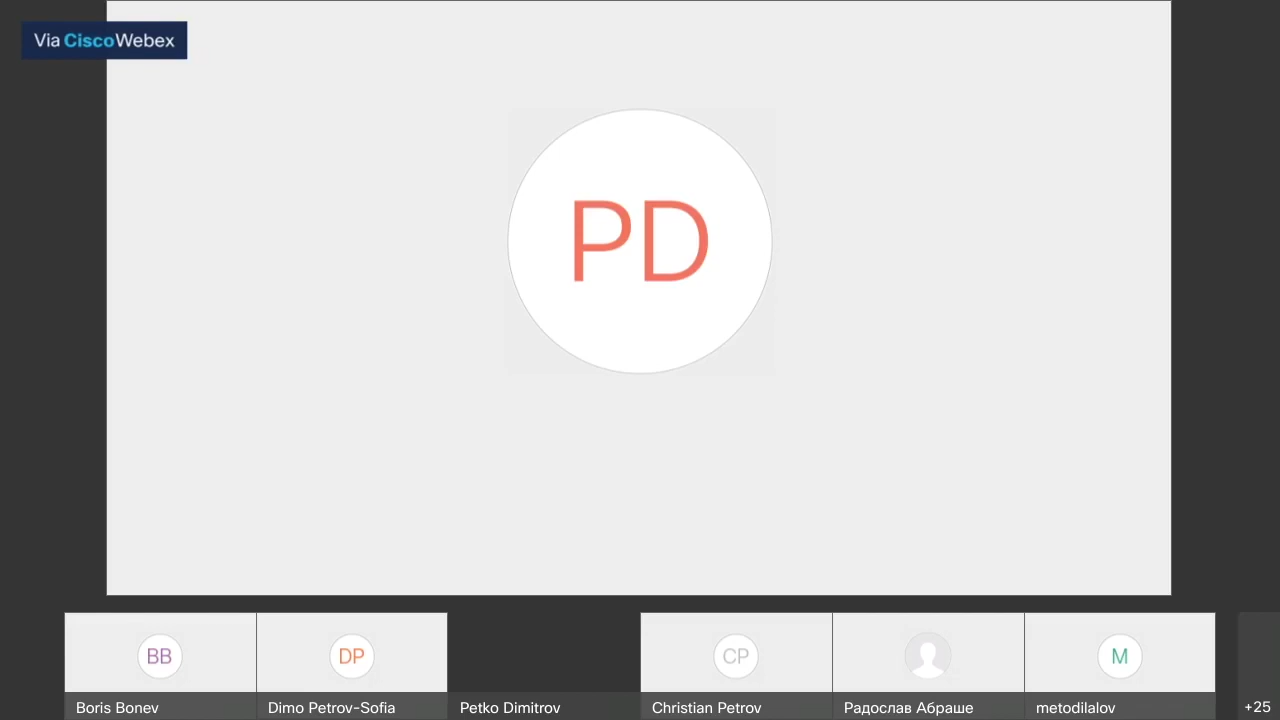 Via CiscoWebex
PD
BB
DP
CP
M
Boris Bonev
Dimo Petrov-Sofia
Petko Dimitrov
Christian Petrov
Радослав Абраше
metodilalov
+25